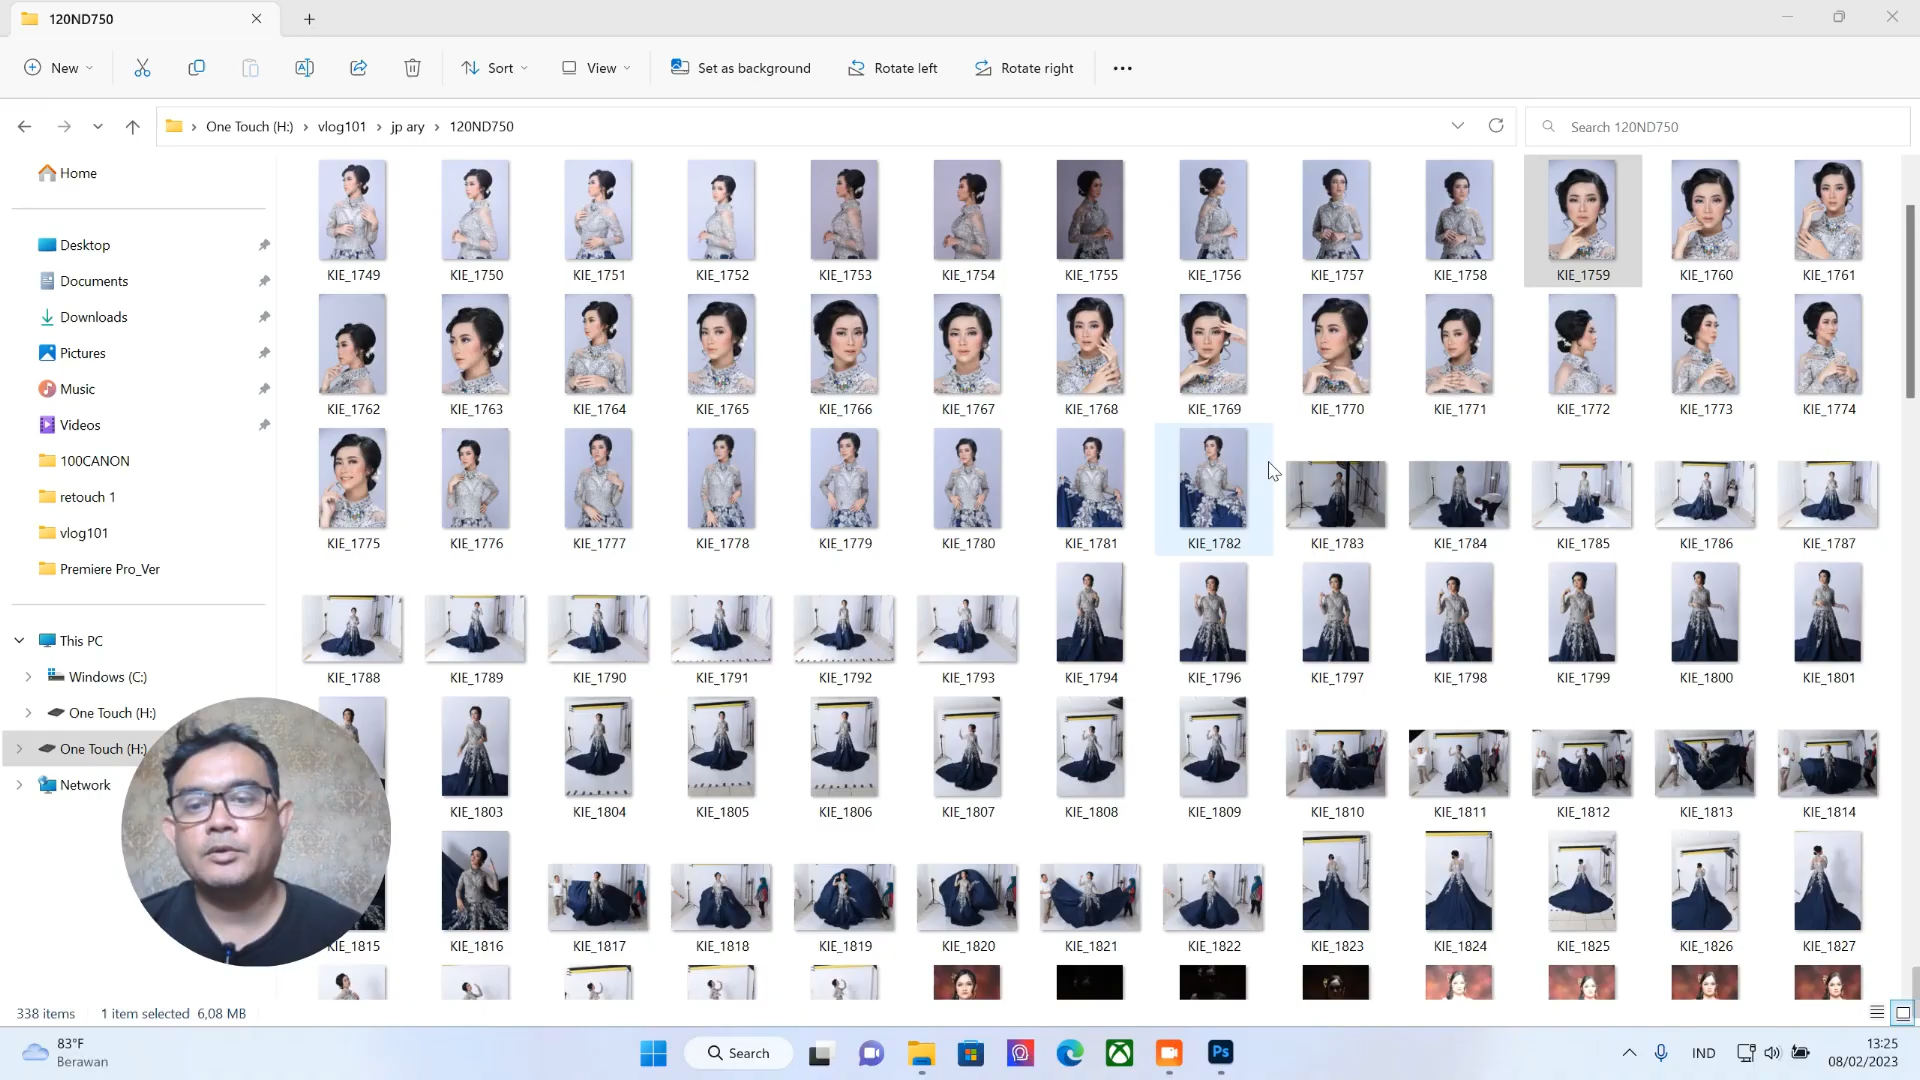 120ND750
New
Sort
View
Set as background
Rotate left
Rotate right
One Touch (H:) › vlog101 › jp ary › 120ND750
Search 120ND750
Home
Desktop
Documents
Downloads
Pictures
Music
Videos
100CANON
retouch 1
vlog101
Premiere Pro_Ver
This PC
Windows (C:)
One Touch (H:)
One Touch (H:)
Network
KIE_1749 KIE_1750 KIE_1751 KIE_1752 KIE_1753 KIE_1754 KIE_1755 KIE_1756 KIE_1757 KIE_1758 KIE_1759 KIE_1760 KIE_1761
KIE_1762 KIE_1763 KIE_1764 KIE_1765 KIE_1766 KIE_1767 KIE_1768 KIE_1769 KIE_1770 KIE_1771 KIE_1772 KIE_1773 KIE_1774
KIE_1775 KIE_1776 KIE_1777 KIE_1778 KIE_1779 KIE_1780 KIE_1781 KIE_1782 KIE_1783 KIE_1784 KIE_1785 KIE_1786 KIE_1787
KIE_1788 KIE_1789 KIE_1790 KIE_1791 KIE_1792 KIE_1793 KIE_1794 KIE_1796 KIE_1797 KIE_1798 KIE_1799 KIE_1800 KIE_1801
KIE_1803 KIE_1804 KIE_1805 KIE_1806 KIE_1807 KIE_1808 KIE_1809 KIE_1810 KIE_1811 KIE_1812 KIE_1813 KIE_1814
KIE_1815 KIE_1816 KIE_1817 KIE_1818 KIE_1819 KIE_1820 KIE_1821 KIE_1822 KIE_1823 KIE_1824 KIE_1825 KIE_1826 KIE_1827
338 items 1 item selected 6,08 MB
83°F
Berawan
Search
Ps
IND
13:25
08/02/2023